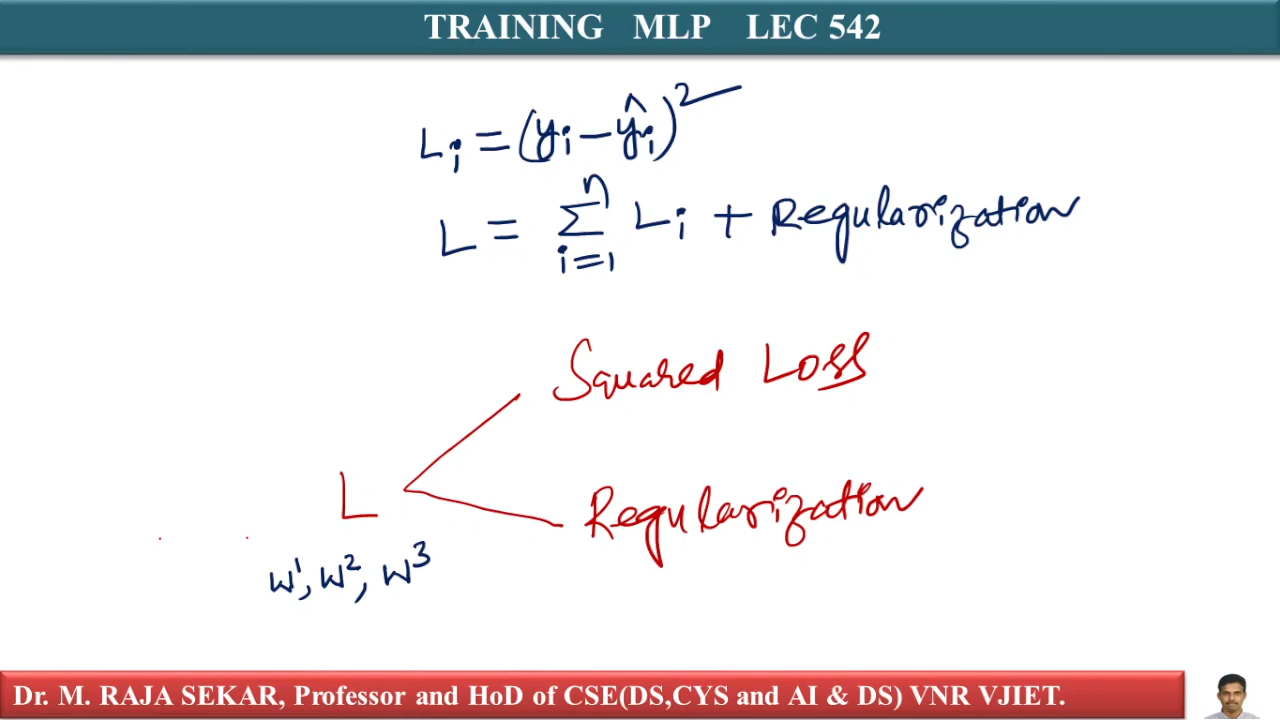 TRAINING MLP LEC 542
Lᵢ = (yᵢ − ŷᵢ)²
n
L = Σ Lᵢ + Regularization
i=1
Squared Loss
L
Regularization
w¹, w², w³
Dr. M. RAJA SEKAR, Professor and HoD of CSE(DS,CYS and AI & DS) VNR VJIET.